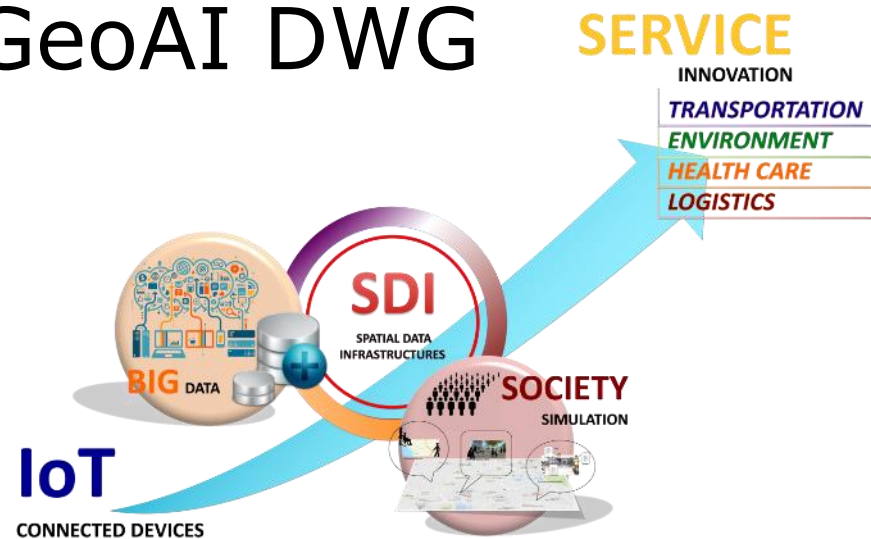 GeoAI DWG
SERVICE
INNOVATION
TRANSPORTATION
ENVIRONMENT
HEALTH CARE
LOGISTICS
SDI
SPATIAL DATA
INFRASTRUCTURES
BIG DATA
SOCIETY
SIMULATION
IoT
CONNECTED DEVICES